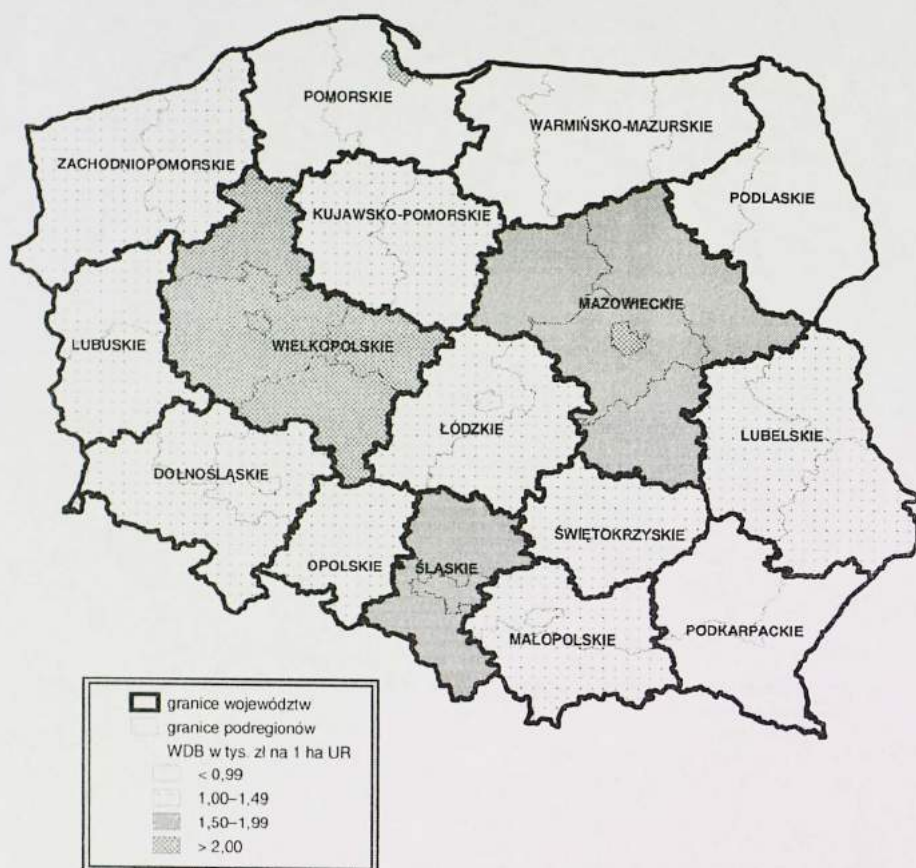 POMORSKIE
WARMIŃSKO-MAZURSKIE
ZACHODNIOPOMORSKIE
PODLASKIE
KUJAWSKO-POMORSKIE
MAZOWIECKIE
LUBUSKIE
WIELKOPOLSKIE
ŁÓDZKIE
LUBELSKIE
DOLNOŚLĄSKIE
ŚWIĘTOKRZYSKIE
OPOLSKIE
ŚLĄSKIE
MAŁOPOLSKIE
PODKARPACKIE
granice województw
granice podregionów
WDB w tys. zł na 1 ha UR
< 0,99
1,00–1,49
1,50–1,99
> 2,00